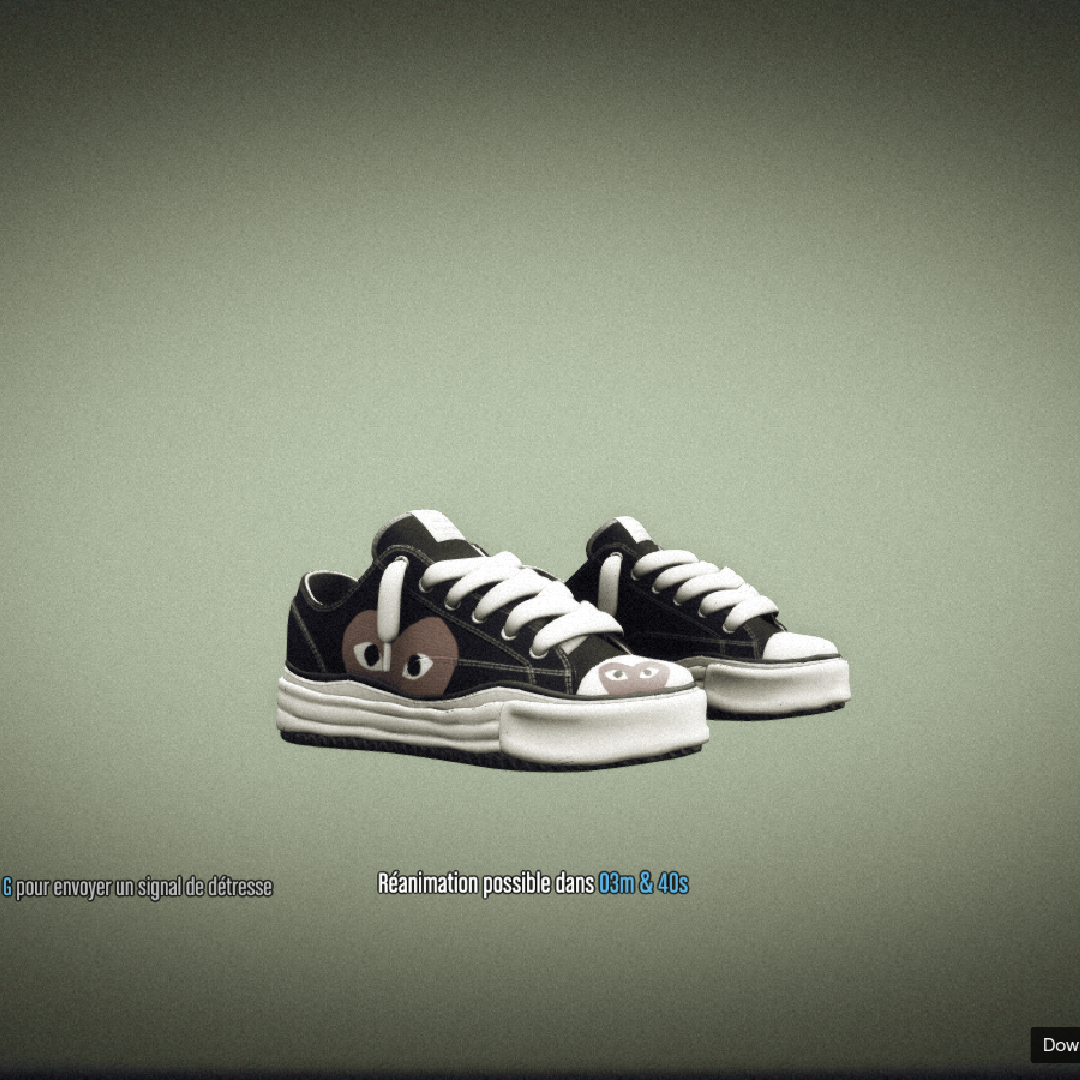 G pour envoyer un signal de détresse
Réanimation possible dans 03m & 40s
Dow